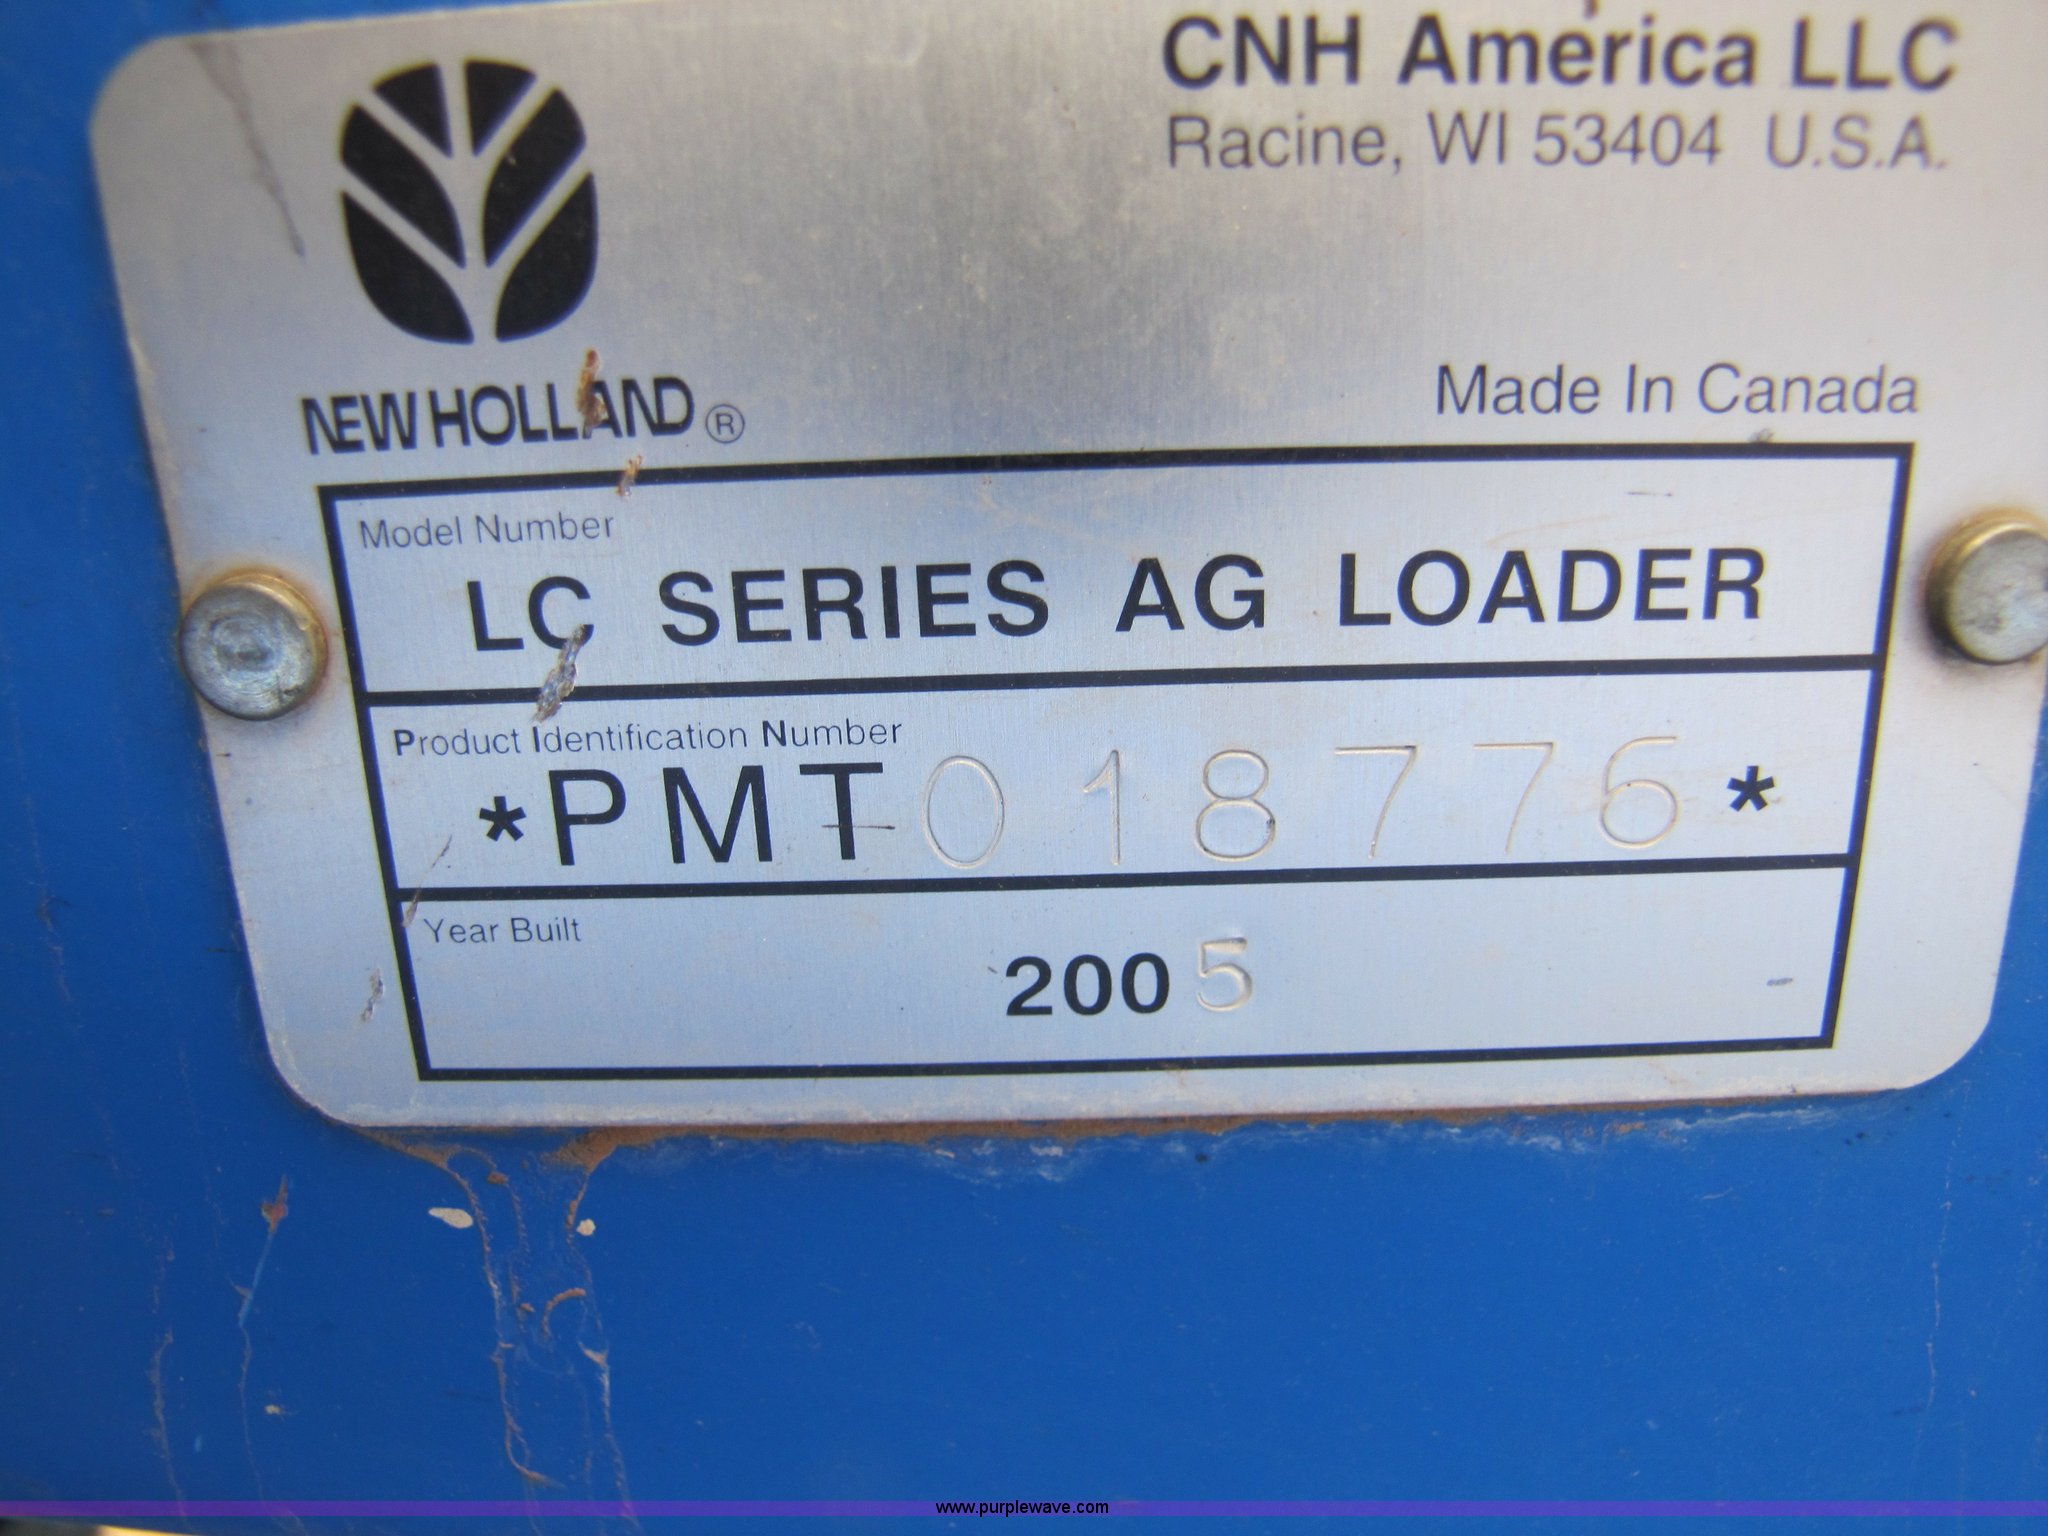 CNH America LLC
Racine, WI 53404 U.S.A.
NEW HOLLAND ®
Made In Canada
Model Number
LC SERIES AG LOADER
Product Identification Number
*PMT018776*
Year Built
2005
www.purplewave.com